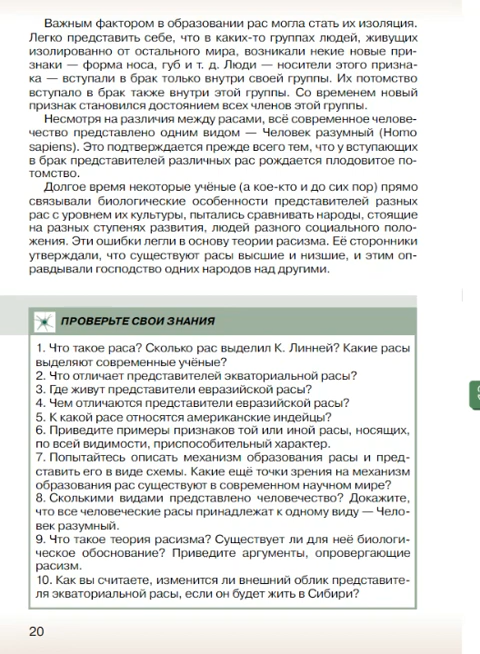 Важным фактором в образовании рас могла стать их изоляция.
Легко представить себе, что в каких-то группах людей, живущих
изолированно от остального мира, возникали некие новые при-
знаки — форма носа, губ и т. д. Люди — носители этого призна-
ка — вступали в брак только внутри своей группы. Их потомство
вступало в брак также внутри этой группы. Со временем новый
признак становился достоянием всех членов этой группы.
Несмотря на различия между расами, всё современное челове-
чество представлено одним видом — Человек разумный (Homo
sapiens). Это подтверждается прежде всего тем, что у вступающих
в брак представителей различных рас рождается плодовитое по-
томство.
Долгое время некоторые учёные (а кое-кто и до сих пор) прямо
связывали биологические особенности представителей разных
рас с уровнем их культуры, пытались сравнивать народы, стоящие
на разных ступенях развития, людей разного социального поло-
жения. Эти ошибки легли в основу теории расизма. Её сторонники
утверждали, что существуют расы высшие и низшие, и этим оп-
равдывали господство одних народов над другими.
ПРОВЕРЬТЕ СВОИ ЗНАНИЯ
1. Что такое раса? Сколько рас выделил К. Линней? Какие расы
выделяют современные учёные?
2. Что отличает представителей экваториальной расы?
3. Где живут представители евразийской расы?
4. Чем отличаются представители евразийской расы?
5. К какой расе относятся американские индейцы?
6. Приведите примеры признаков той или иной расы, носящих,
по всей видимости, приспособительный характер.
7. Попытайтесь описать механизм образования расы и пред-
ставить его в виде схемы. Какие ещё точки зрения на механизм
образования рас существуют в современном научном мире?
8. Сколькими видами представлено человечество? Докажите,
что все человеческие расы принадлежат к одному виду — Чело-
век разумный.
9. Что такое теория расизма? Существует ли для неё биологи-
ческое обоснование? Приведите аргументы, опровергающие
расизм.
10. Как вы считаете, изменится ли внешний облик представите-
ля экваториальной расы, если он будет жить в Сибири?
20